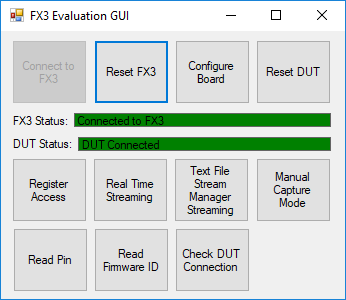 FX3 Evaluation GUI
Connect to
FX3
Reset FX3
Configure
Board
Reset DUT
FX3 Status: Connected to FX3
DUT Status: DUT Connected
Register
Access
Real Time
Streaming
Text File
Stream
Manager
Streaming
Manual
Capture
Mode
Read Pin
Read
Firmware ID
Check DUT
Connection